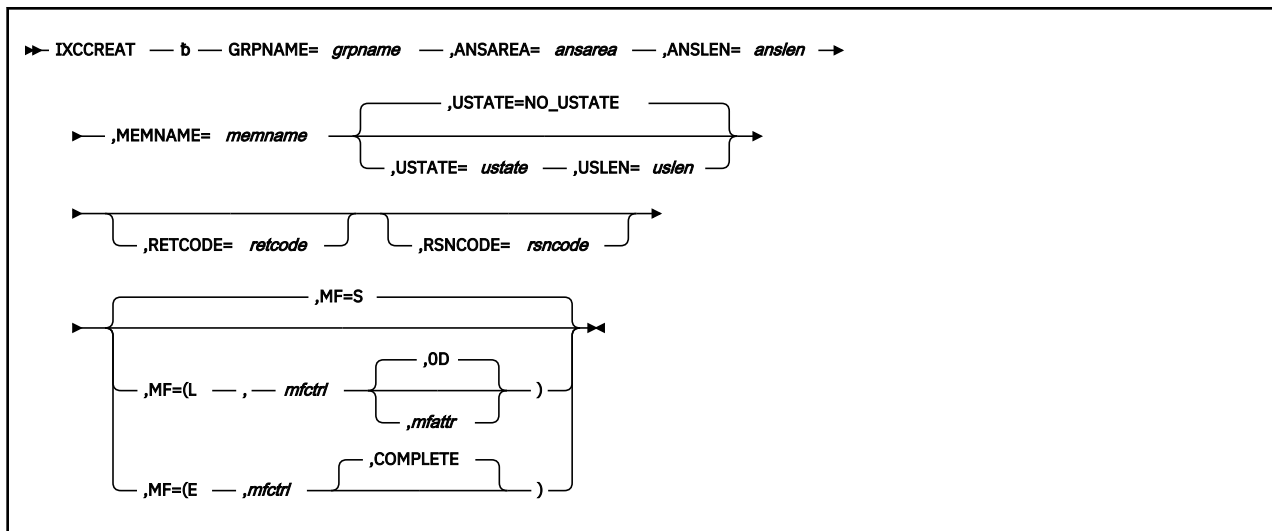 IXCCREAT ƀ GRPNAME= grpname ,ANSAREA= ansarea ,ANSLEN= anslen
,MEMNAME= memname ,USTATE=NO_USTATE
,USTATE= ustate ,USLEN= uslen
,RETCODE= retcode ,RSNCODE= rsncode
,MF=S
,MF=(L , mfctrl ,0D ,mfattr )
,MF=(E ,mfctrl ,COMPLETE )